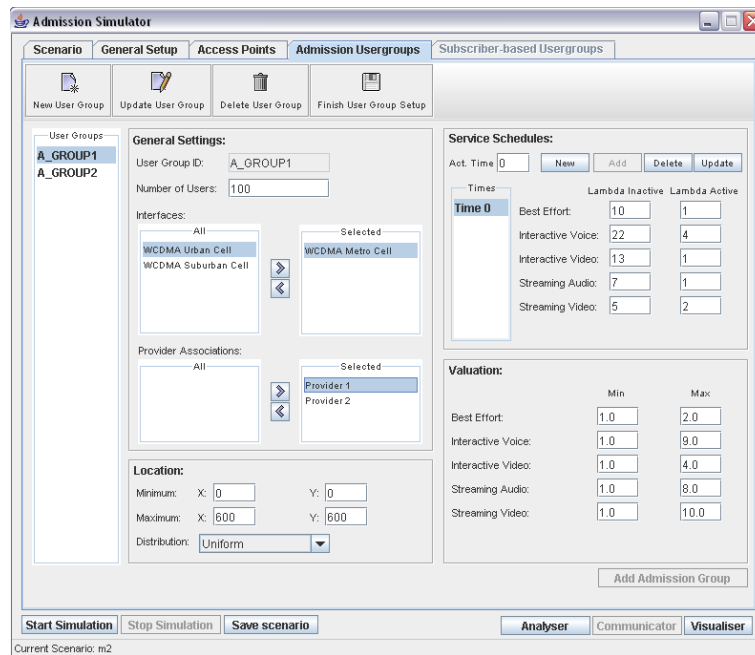 Admission Simulator
Scenario General Setup Access Points Admission Usergroups Subscriber-based Usergroups
New User Group Update User Group Delete User Group Finish User Group Setup
User Groups
A_GROUP1
A_GROUP2
General Settings:
User Group ID: A_GROUP1
Number of Users: 100
Interfaces:
All Selected
WCDMA Urban Cell WCDMA Metro Cell
WCDMA Suburban Cell
Provider Associations:
All Selected
Provider 1
Provider 2
Location:
Minimum: X: 0 Y: 0
Maximum: X: 600 Y: 600
Distribution: Uniform
Service Schedules:
Act. Time 0 New Add Delete Update
Times Lambda Inactive Lambda Active
Time 0
Best Effort: 10 1
Interactive Voice: 22 4
Interactive Video: 13 1
Streaming Audio: 7 1
Streaming Video: 5 2
Valuation:
Min Max
Best Effort: 1.0 2.0
Interactive Voice: 1.0 9.0
Interactive Video: 1.0 4.0
Streaming Audio: 1.0 8.0
Streaming Video: 1.0 10.0
Add Admission Group
Start Simulation Stop Simulation Save scenario Analyser Communicator Visualiser
Current Scenario: m2